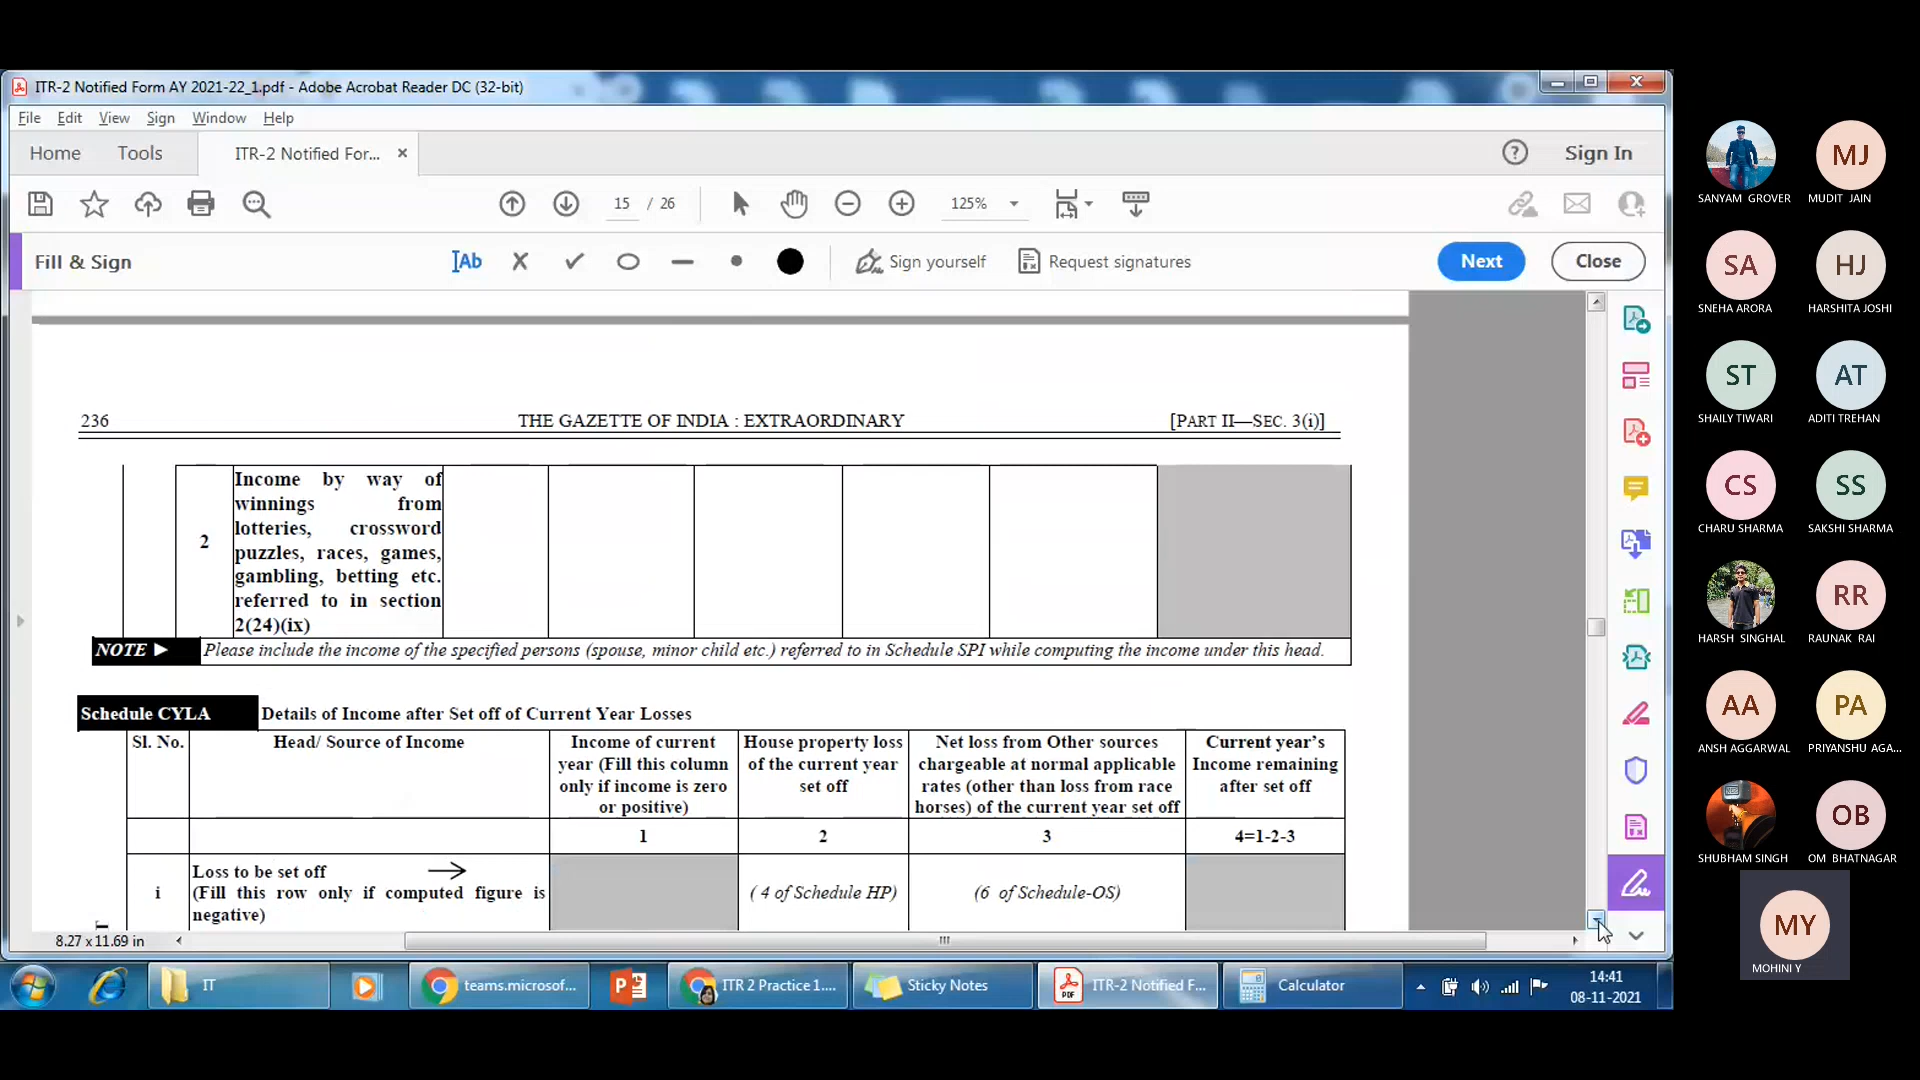 ITR-2 Notified Form AY 2021-22_1.pdf - Adobe Acrobat Reader DC (32-bit)
File Edit View Sign Window Help
Home Tools ITR-2 Notified For... × Sign In
15 / 26 125%
Fill & Sign Ab Sign yourself Request signatures Next Close
236 THE GAZETTE OF INDIA : EXTRAORDINARY [PART II—SEC. 3(i)]
2
Income by way of
winnings from
lotteries, crossword
puzzles, races, games,
gambling, betting etc.
referred to in section
2(24)(ix)
NOTE ► Please include the income of the specified persons (spouse, minor child etc.) referred to in Schedule SPI while computing the income under this head.
Schedule CYLA Details of Income after Set off of Current Year Losses
Sl. No.
Head/ Source of Income
Income of current
year (Fill this column
only if income is zero
or positive)
House property loss
of the current year
set off
Net loss from Other sources
chargeable at normal applicable
rates (other than loss from race
horses) of the current year set off
Current year's
Income remaining
after set off
1 2 3 4=1-2-3
i
Loss to be set off →
(Fill this row only if computed figure is
negative)
( 4 of Schedule HP)
(6 of Schedule-OS)
8.27 x 11.69 in
IT
teams.microsof...
ITR 2 Practice 1....
Sticky Notes
ITR-2 Notified F...
Calculator
14:41
08-11-2021
SANYAM GROVER
MJ
MUDIT JAIN
SA
SNEHA ARORA
HJ
HARSHITA JOSHI
ST
SHAILY TIWARI
AT
ADITI TREHAN
CS
CHARU SHARMA
SS
SAKSHI SHARMA
HARSH SINGHAL
RR
RAUNAK RAI
AA
ANSH AGGARWAL
PA
PRIYANSHU AGA...
SHUBHAM SINGH
OB
OM BHATNAGAR
MY
MOHINI Y